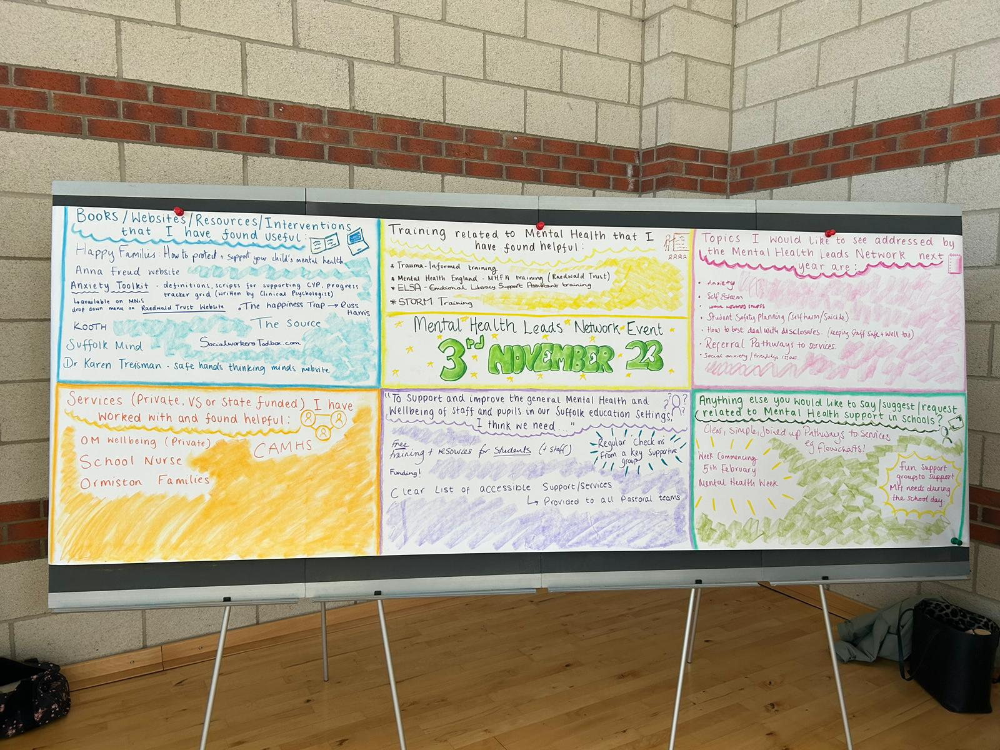 Books/Websites/Resources/Interventions
that I have found useful:
Happy Families: How to protect + support your child's mental health
Anna Freud website
Anxiety Toolkit - definitions, scripts for supporting CYP, progress
tracker grid (written by Clinical Psychologist)
↳available on MNiS
drop down menu on Raedwald Trust Website
The happiness Trap → Russ
Harris
KOOTH
The Source
Suffolk Mind
SocialworkersToolbox.com
Dr Karen Treisman - safe hands thinking minds website
Training related to Mental Health that I
have found helpful:
* Trauma-Informed training
* Mental Health England - MHFA training (Raedwald Trust)
* ELSA - Emotional Literacy Support Assistant training
* STORM Training
Mental Health Leads Network Event
3rd NOVEMBER 23
Topics I would like to see addressed by
the Mental Health Leads Network next
year are:
• Anxiety
• Self Esteem
• Student Safety Planning (self harm/Suicide)
• How to best deal with disclosures. (keeping Staff Safe + well too)
• Referral Pathways to services.
• Social anxiety/friendship issues.
Services (Private, VS or State funded) I have
worked with and found helpful:
OM Wellbeing (Private)
CAMHS
School Nurse
Ormiston Families
"To Support and improve the general Mental Health and
Wellbeing of staff and pupils in our Suffolk education settings,
I think we need..."
Free
training + resources for Students (+ staff)
Regular check ins
from a key supportive
group
Funding!
Clear List of accessible Support/Services
↳ Provided to all Pastoral teams
Anything else you would like to say/suggest/request
related to Mental Health support in schools?
Clear, simple, Joined up Pathways to Services
eg flowcharts!
Week Commencing
5th February
Mental Health Week
Fun Support
groups to support
MH needs during
the school day.